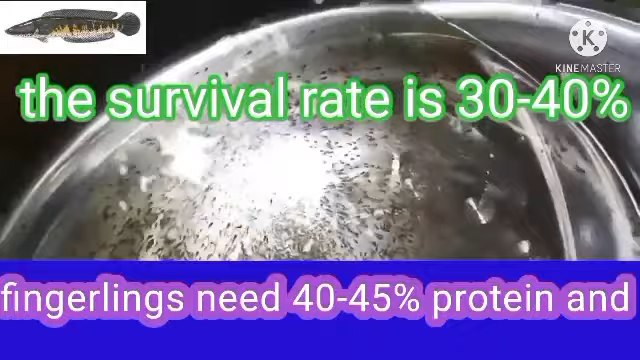 K
KINEMASTER
the survival rate is 30-40%
fingerlings need 40-45% protein and